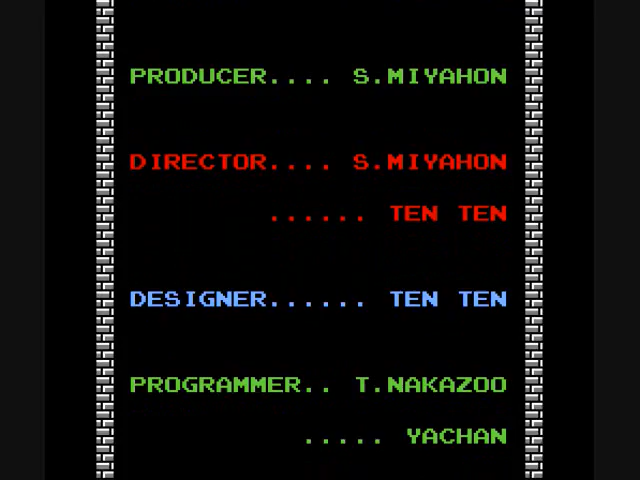 PRODUCER.... S.MIYAHON
DIRECTOR.... S.MIYAHON
...... TEN TEN
DESIGNER...... TEN TEN
PROGRAMMER.. T.NAKAZOO
..... YACHAN